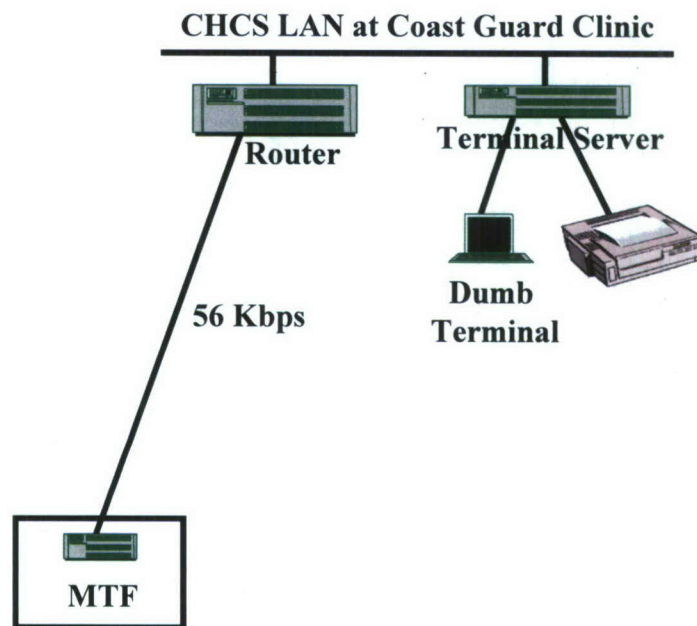 CHCS LAN at Coast Guard Clinic
Router
Terminal Server
Dumb
Terminal
56 Kbps
MTF